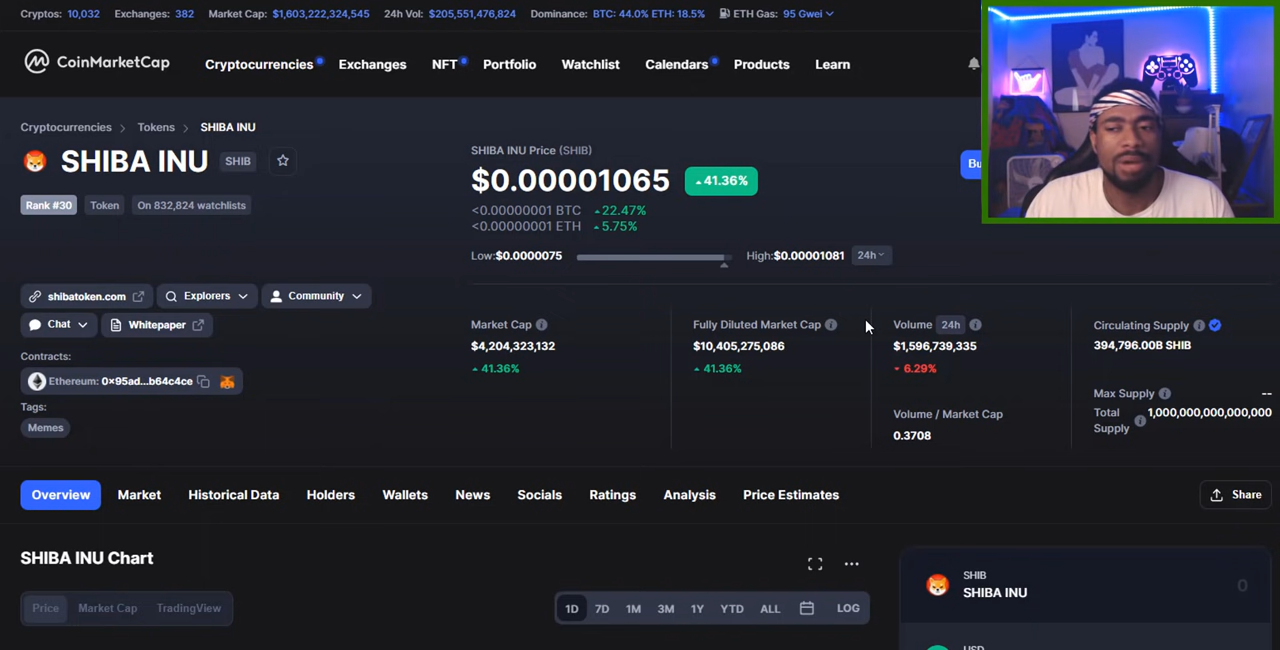 Cryptos: 10,032 Exchanges: 382 Market Cap: $1,603,222,324,545 24h Vol: $205,551,476,824 Dominance: BTC: 44.0% ETH: 18.5% ETH Gas: 95 Gwei
CoinMarketCap Cryptocurrencies Exchanges NFT Portfolio Watchlist Calendars Products Learn
Cryptocurrencies > Tokens > SHIBA INU
SHIBA INU SHIB
Rank #30 Token On 832,824 watchlists
shibatoken.com Explorers Community
Chat Whitepaper
Contracts:
Ethereum: 0x95ad...b64c4ce
Tags:
Memes
SHIBA INU Price (SHIB)
$0.00001065 41.36%
<0.00000001 BTC 22.47%
<0.00000001 ETH 5.75%
Low:$0.0000075 High:$0.00001081 24h
Bu
Market Cap
$4,204,323,132
41.36%
Fully Diluted Market Cap
$10,405,275,086
41.36%
Volume 24h
$1,596,739,335
6.29%
Volume / Market Cap
0.3708
Circulating Supply
394,796.00B SHIB
Max Supply --
Total Supply 1,000,000,000,000,000
Overview Market Historical Data Holders Wallets News Socials Ratings Analysis Price Estimates Share
SHIBA INU Chart
Price Market Cap TradingView 1D 7D 1M 3M 1Y YTD ALL LOG
SHIB
SHIBA INU 0
USD